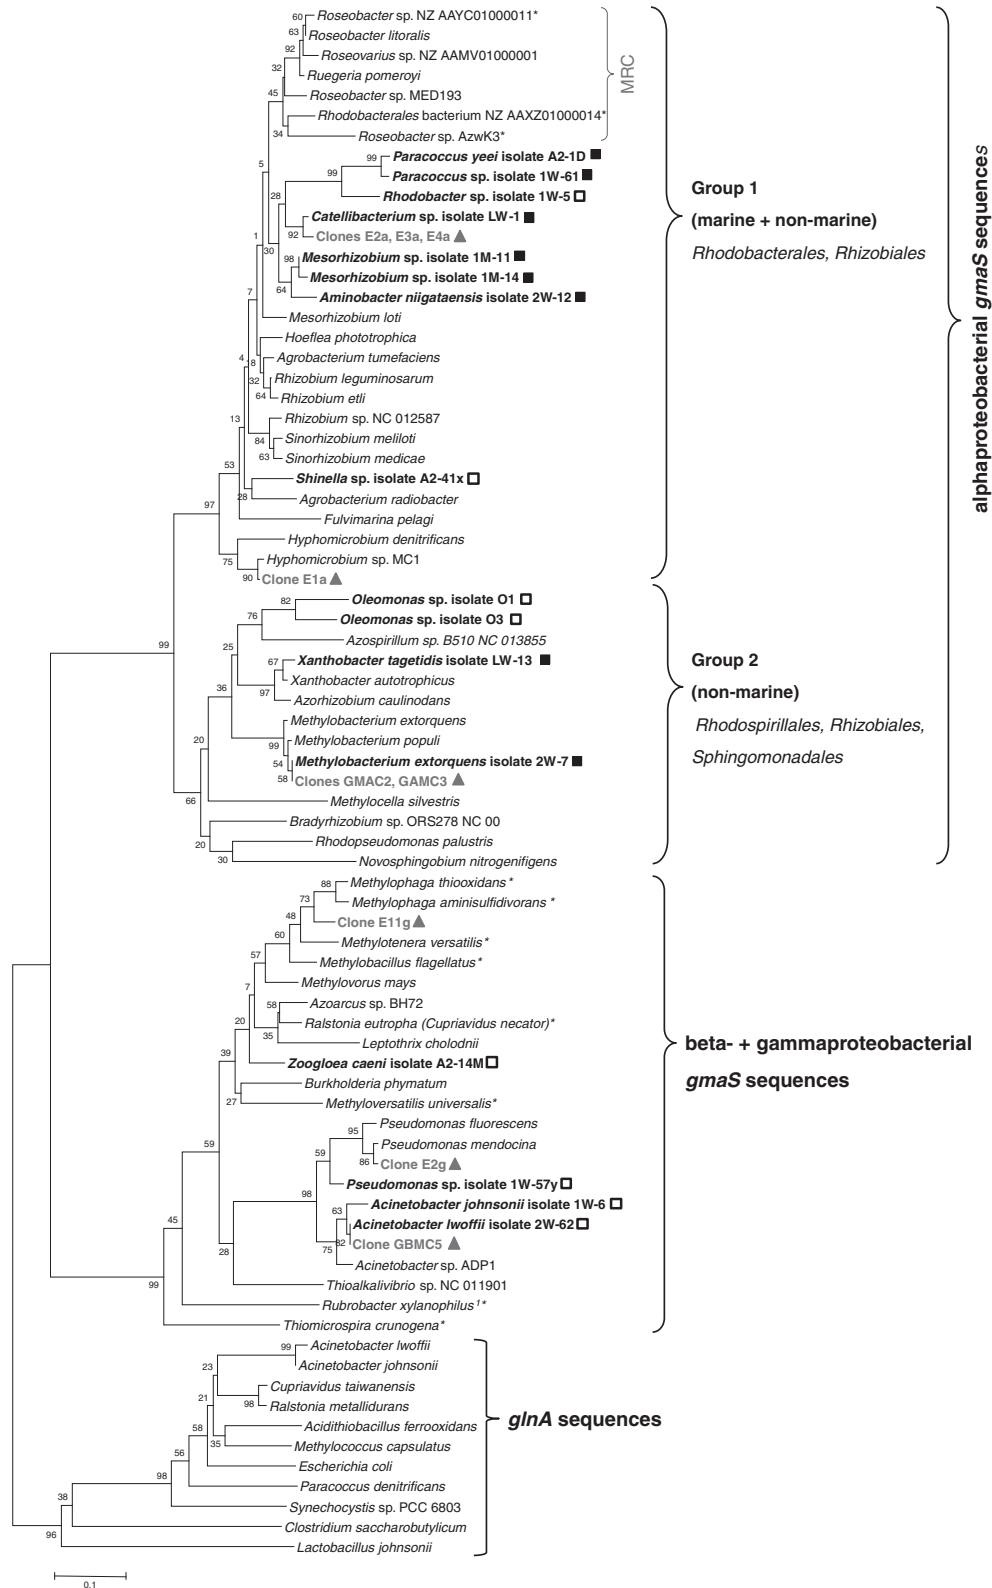 60 Roseobacter sp. NZ AAYC01000011*
63 Roseobacter litoralis
92 Roseovarius sp. NZ AAMV01000001
32 Ruegeria pomeroyi
45 Roseobacter sp. MED193
Rhodobacterales bacterium NZ AAXZ01000014*
34 Roseobacter sp. AzwK3*
MRC
99 Paracoccus yeei isolate A2-1D
5 99 Paracoccus sp. isolate 1W-61
28 Rhodobacter sp. isolate 1W-5
Catellibacterium sp. isolate LW-1
1 92 Clones E2a, E3a, E4a
30 98 Mesorhizobium sp. isolate 1M-11
Mesorhizobium sp. isolate 1M-14
7 64 Aminobacter niigataensis isolate 2W-12
Mesorhizobium loti
Hoeflea phototrophica
4 8 Agrobacterium tumefaciens
32 Rhizobium leguminosarum
64 Rhizobium etli
13 Rhizobium sp. NC 012587
84 Sinorhizobium meliloti
63 Sinorhizobium medicae
53 Shinella sp. isolate A2-41x
28 Agrobacterium radiobacter
97 Fulvimarina pelagi
Hyphomicrobium denitrificans
75 Hyphomicrobium sp. MC1
90 Clone E1a
Group 1
(marine + non-marine)
Rhodobacterales, Rhizobiales
alphaproteobacterial gmaS sequences
82 Oleomonas sp. isolate O1
76 Oleomonas sp. isolate O3
99 25 Azospirillum sp. B510 NC 013855
67 Xanthobacter tagetidis isolate LW-13
36 97 Xanthobacter autotrophicus
Azorhizobium caulinodans
Methylobacterium extorquens
20 99 Methylobacterium populi
54 Methylobacterium extorquens isolate 2W-7
58 Clones GMAC2, GAMC3
66 Methylocella silvestris
Bradyrhizobium sp. ORS278 NC 00
20 Rhodopseudomonas palustris
30 Novosphingobium nitrogenifigens
Group 2
(non-marine)
Rhodospirillales, Rhizobiales,
Sphingomonadales
88 Methylophaga thiooxidans *
73 Methylophaga aminisulfidivorans *
48 Clone E11g
60 Methylotenera versatilis*
57 Methylobacillus flagellatus*
7 Methylovorus mays
58 Azoarcus sp. BH72
20 Ralstonia eutropha (Cupriavidus necator)*
35 Leptothrix cholodnii
39 Zoogloea caeni isolate A2-14M
Burkholderia phymatum
27 Methyloversatilis universalis*
95 Pseudomonas fluorescens
59 59 Pseudomonas mendocina
86 Clone E2g
98 Pseudomonas sp. isolate 1W-57y
63 Acinetobacter johnsonii isolate 1W-6
45 Acinetobacter lwoffii isolate 2W-62
28 75 82 Clone GBMC5
Acinetobacter sp. ADP1
99 Thioalkalivibrio sp. NC 011901
Rubrobacter xylanophilus 1*
Thiomicrospira crunogena*
beta- + gammaproteobacterial
gmaS sequences
99 Acinetobacter lwoffii
23 Acinetobacter johnsonii
Cupriavidus taiwanensis
21 98 Ralstonia metallidurans
58 Acidithiobacillus ferrooxidans
35 Methylococcus capsulatus
56 Escherichia coli
98 Paracoccus denitrificans
38 Synechocystis sp. PCC 6803
96 Clostridium saccharobutylicum
Lactobacillus johnsonii
glnA sequences
0.1